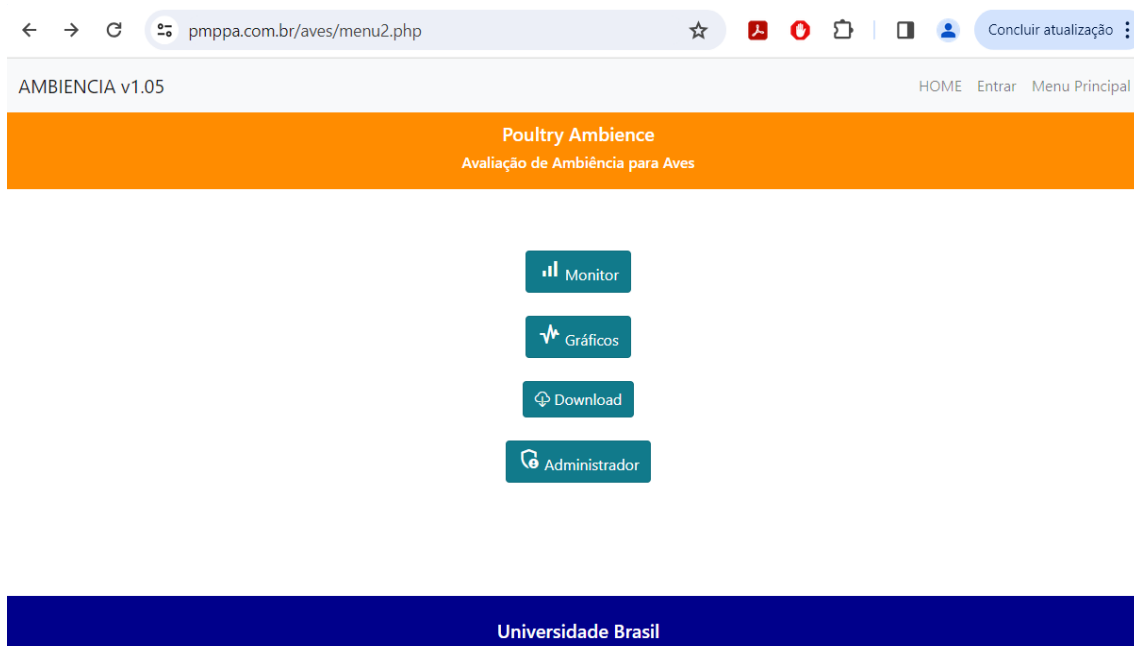 pmppa.com.br/aves/menu2.php
Concluir atualização
AMBIENCIA v1.05
HOME Entrar Menu Principal
Poultry Ambience
Avaliação de Ambiência para Aves
Monitor
Gráficos
Download
Administrador
Universidade Brasil